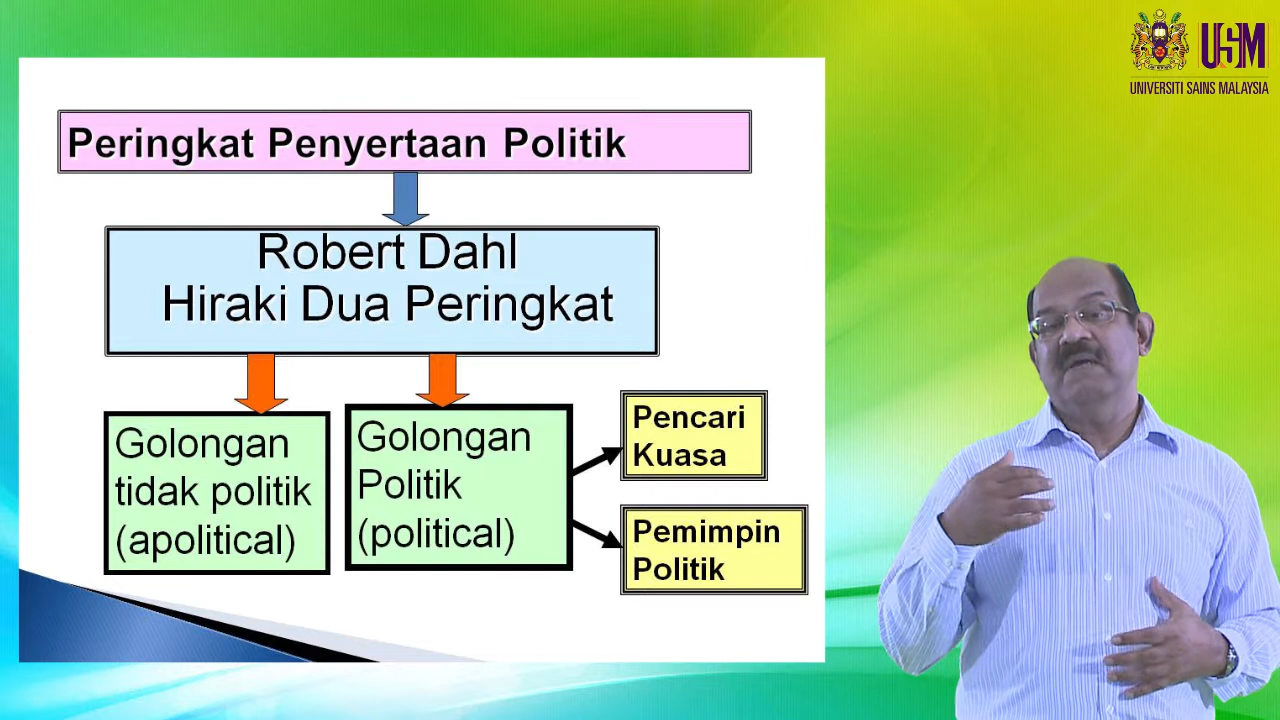 USM
UNIVERSITI SAINS MALAYSIA
Peringkat Penyertaan Politik
Robert Dahl
Hiraki Dua Peringkat
Golongan
tidak politik
(apolitical)
Golongan
Politik
(political)
Pencari
Kuasa
Pemimpin
Politik